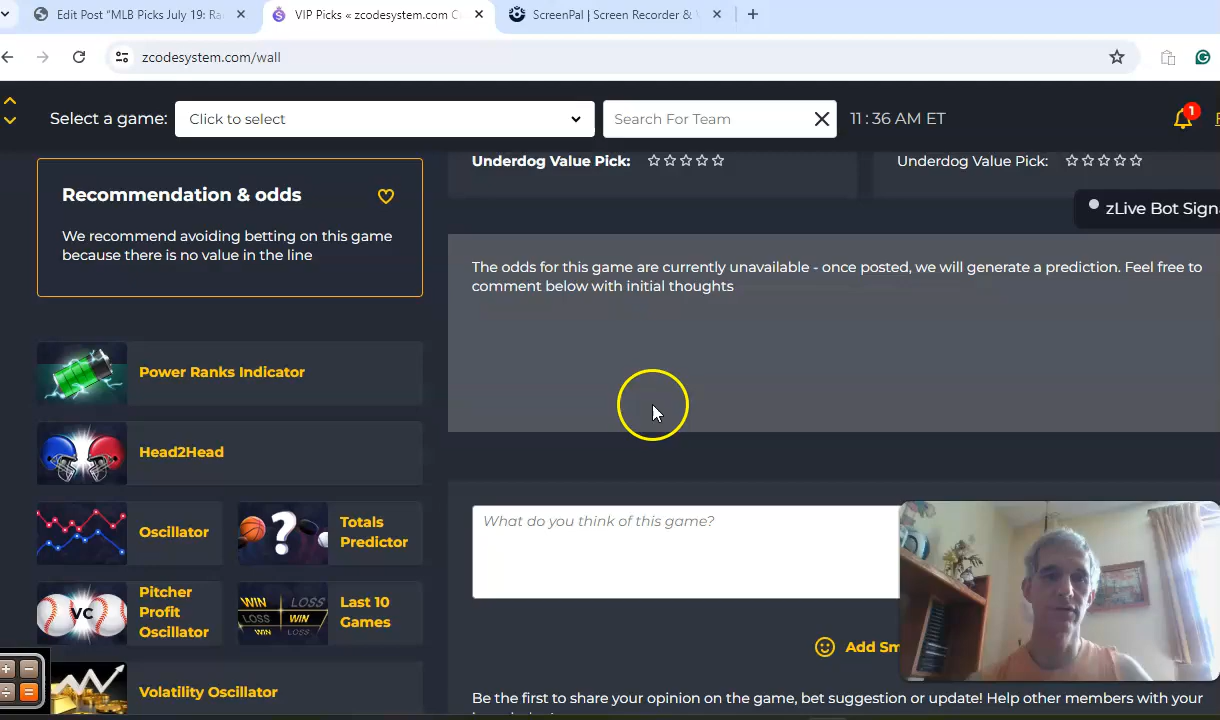 Edit Post “MLB Picks July 19: Ra
VIP Picks « zcodesystem.com C
ScreenPal | Screen Recorder &
zcodesystem.com/wall
Select a game:
Click to select
Search For Team
11 : 36 AM ET
1
Recommendation & odds
We recommend avoiding betting on this game
because there is no value in the line
Underdog Value Pick:
Underdog Value Pick:
zLive Bot Sign
The odds for this game are currently unavailable - once posted, we will generate a prediction. Feel free to
comment below with initial thoughts
Power Ranks Indicator
Head2Head
Oscillator
Totals
Predictor
VC
Pitcher
Profit
Oscillator
WIN LOSS
LOSS WIN
WIN LOSS
Last 10
Games
Volatility Oscillator
What do you think of this game?
Add Sm
Be the first to share your opinion on the game, bet suggestion or update! Help other members with your